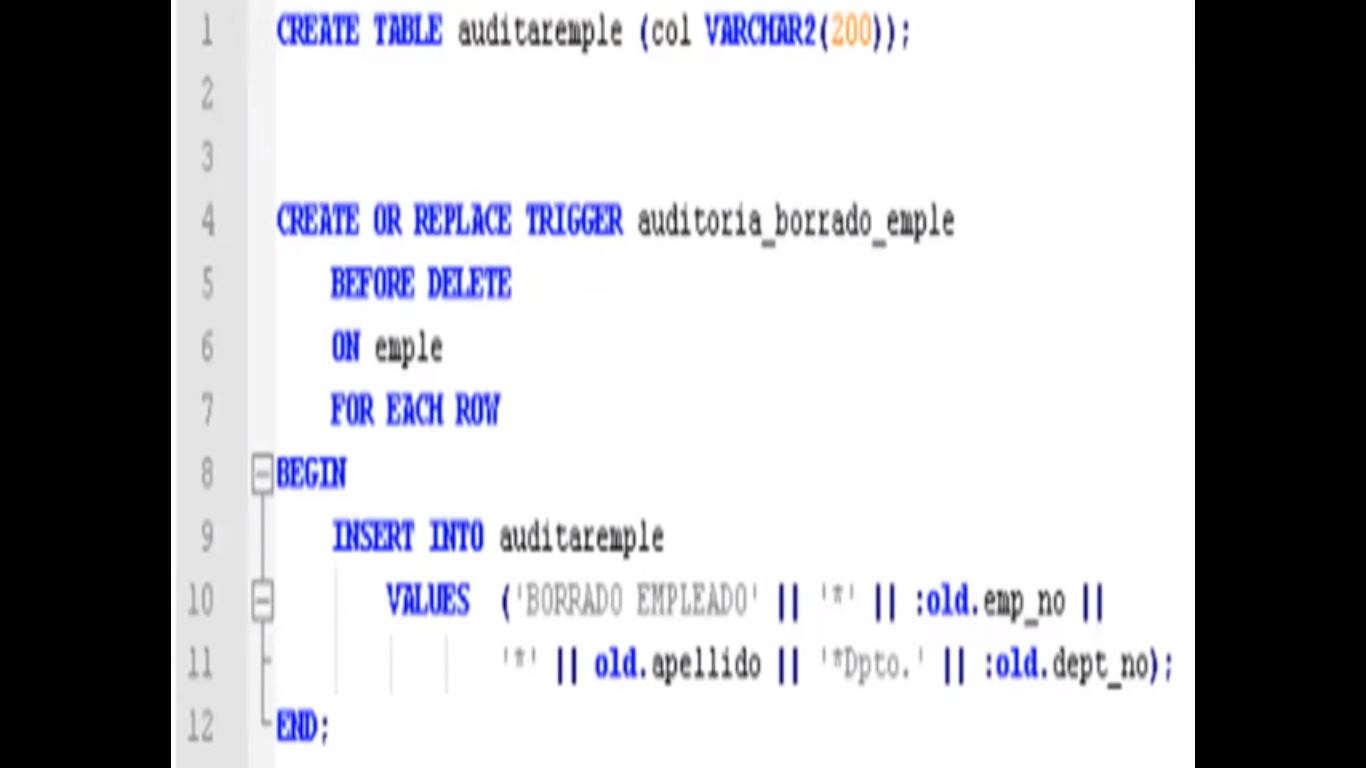 1 CREATE TABLE auditaremple (col VARCHAR2(200));
2
3
4 CREATE OR REPLACE TRIGGER auditoria_borrado_emple
5 BEFORE DELETE
6 ON emple
7 FOR EACH ROW
8 BEGIN
9 INSERT INTO auditaremple
10 VALUES ('BORRADO EMPLEADO' || '*' || :old.emp_no ||
11 '*' || old.apellido || '*Dpto.' || :old.dept_no);
12 END;